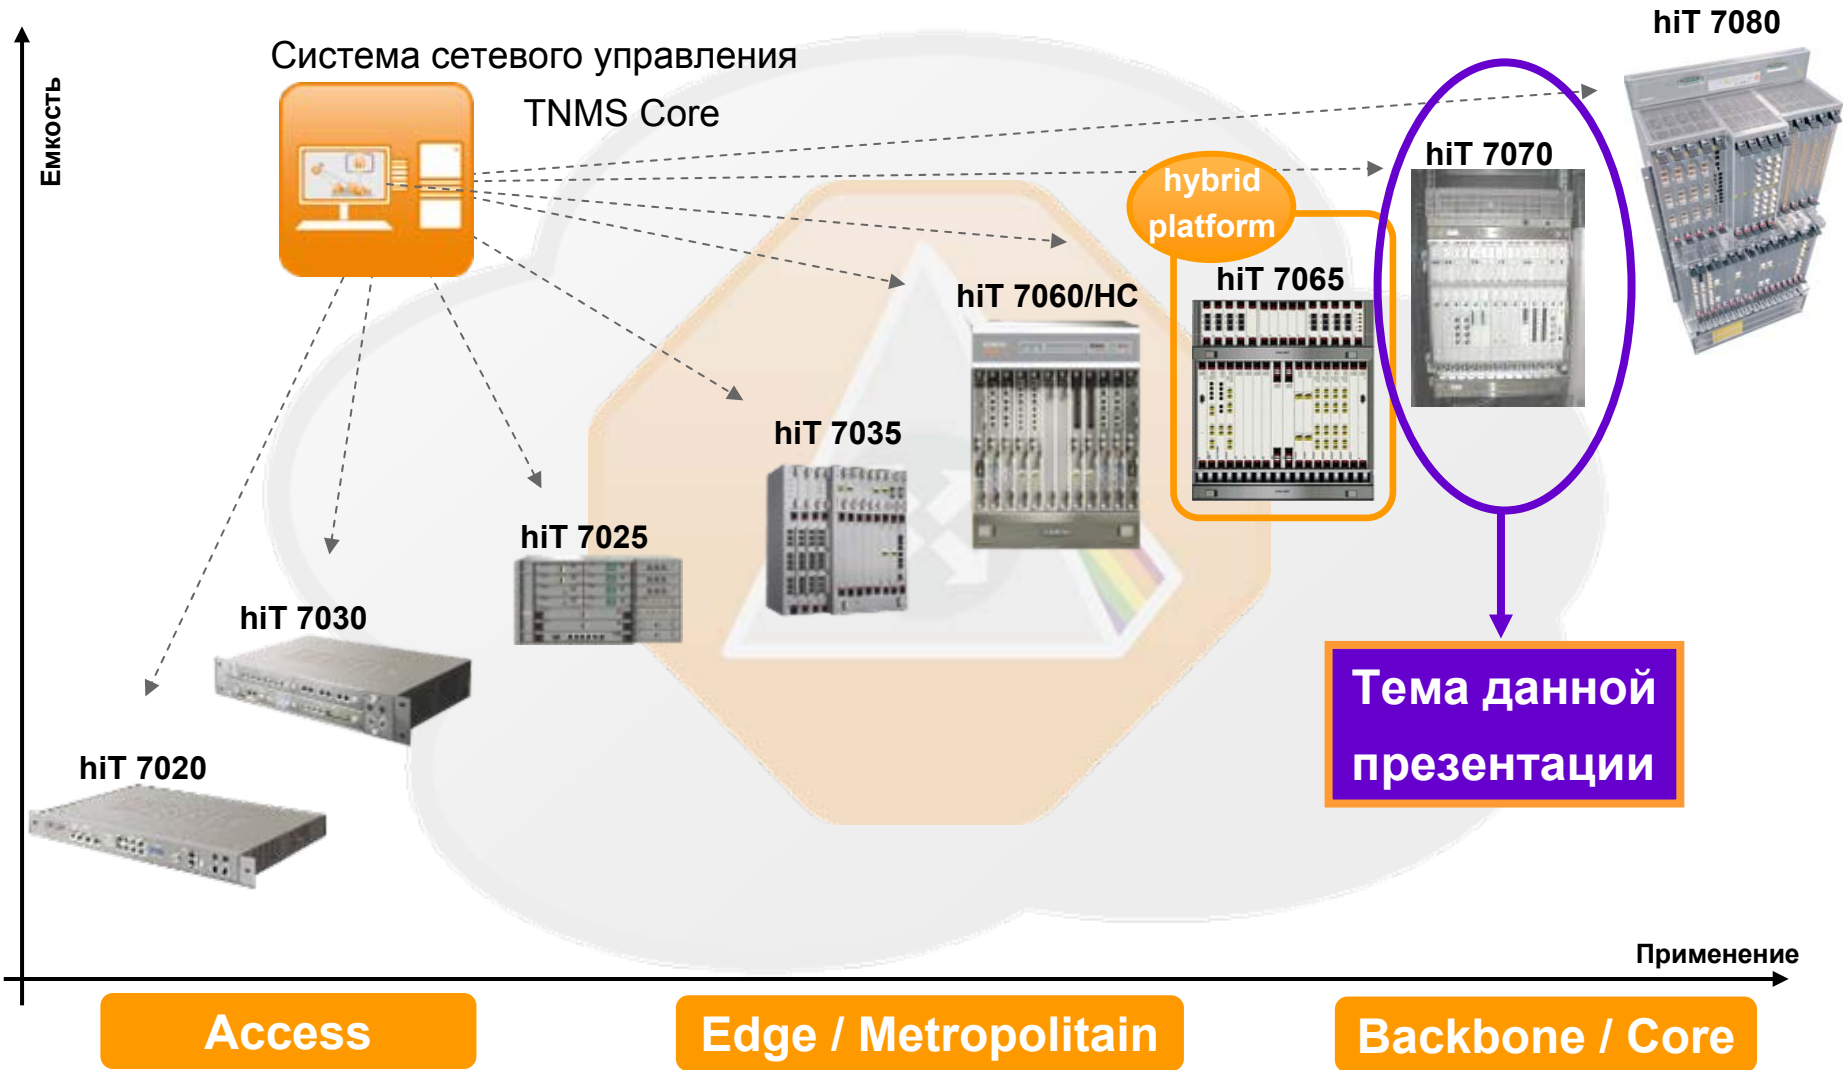 hiT 7080
Система сетевого управления
TNMS Core
Емкость
hiT 7070
hybrid
platform
hiT 7065
hiT 7060/HC
hiT 7035
hiT 7025
hiT 7030
hiT 7020
Тема данной
презентации
Применение
Access
Edge / Metropolitain
Backbone / Core